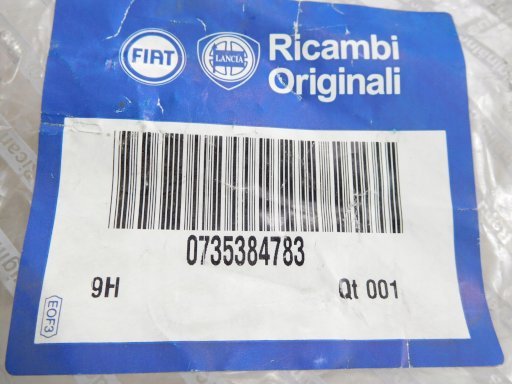 FIAT
LANCIA
Ricambi
Originali
0735384783
9H
Qt 001
EOF3